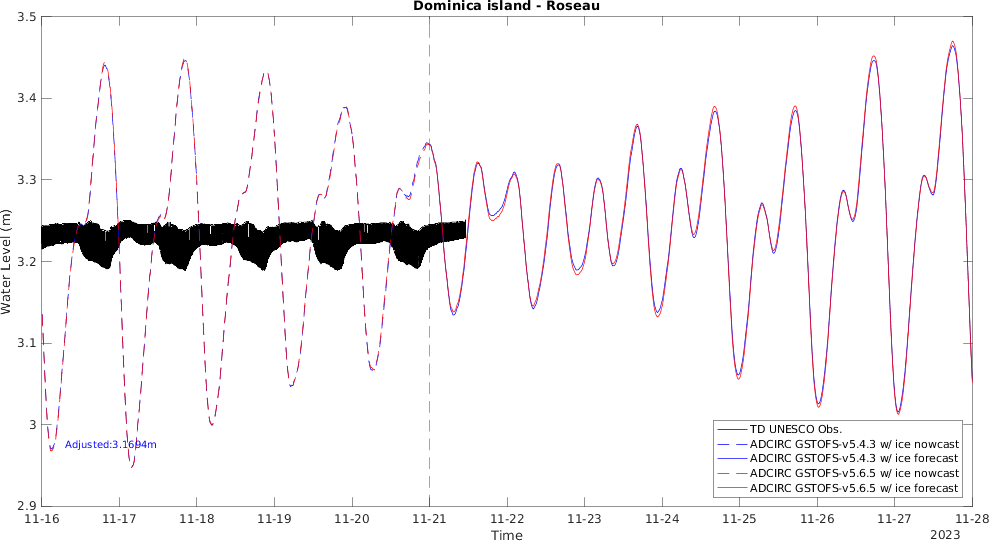 Dominica island - Roseau
3.5
3.4
3.3
3.2
3.1
3
2.9
Water Level (m)
Adjusted:3.1694m
TD UNESCO Obs.
ADCIRC GSTOFS-v5.4.3 w/ ice nowcast
ADCIRC GSTOFS-v5.4.3 w/ ice forecast
ADCIRC GSTOFS-v5.6.5 w/ ice nowcast
ADCIRC GSTOFS-v5.6.5 w/ ice forecast
11-16 11-17 11-18 11-19 11-20 11-21 11-22 11-23 11-24 11-25 11-26 11-27 11-28
Time
2023